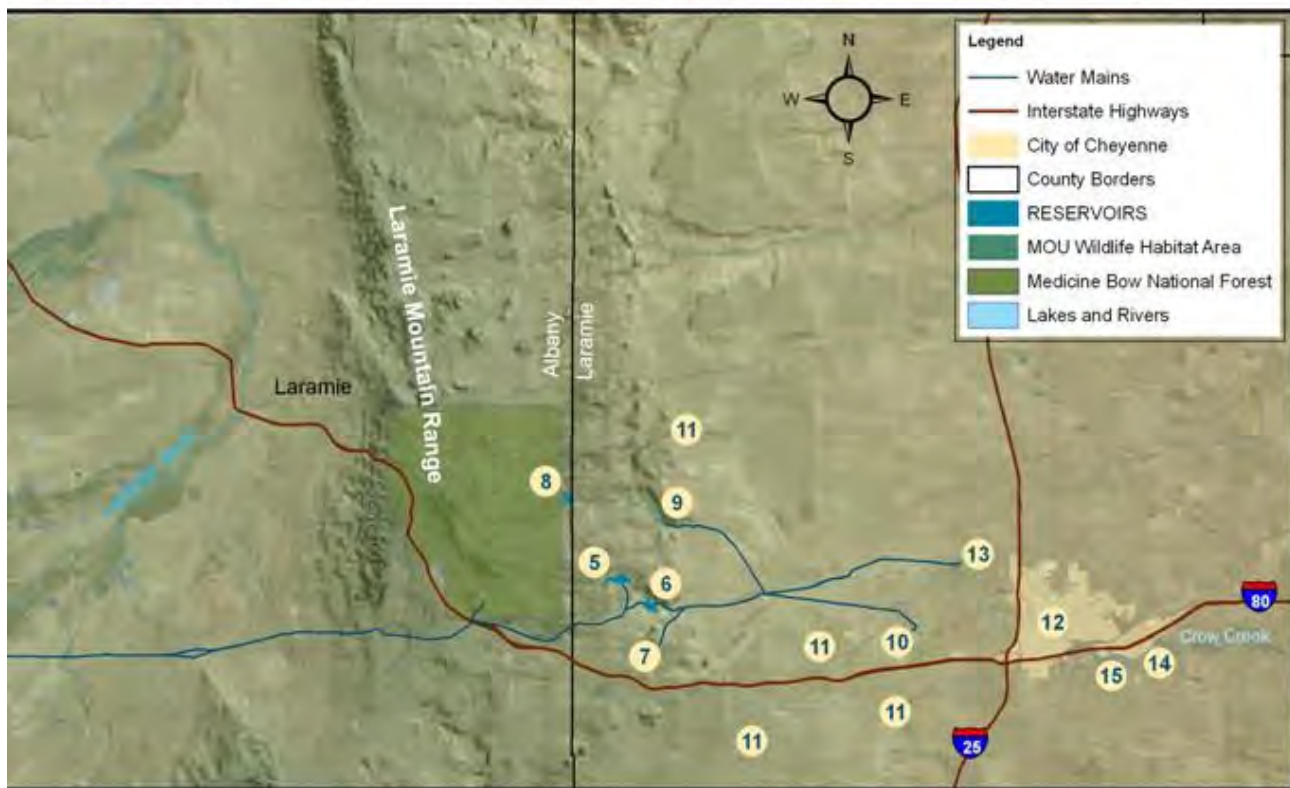 N
W E
S
Legend
Water Mains
Interstate Highways
City of Cheyenne
County Borders
RESERVOIRS
MOU Wildlife Habitat Area
Medicine Bow National Forest
Lakes and Rivers
Laramie Mountain Range
Albany
Laramie
Laramie
11
8
9
5
6
13
7
11
10
12
80
Crow Creek
15
14
11
11
25